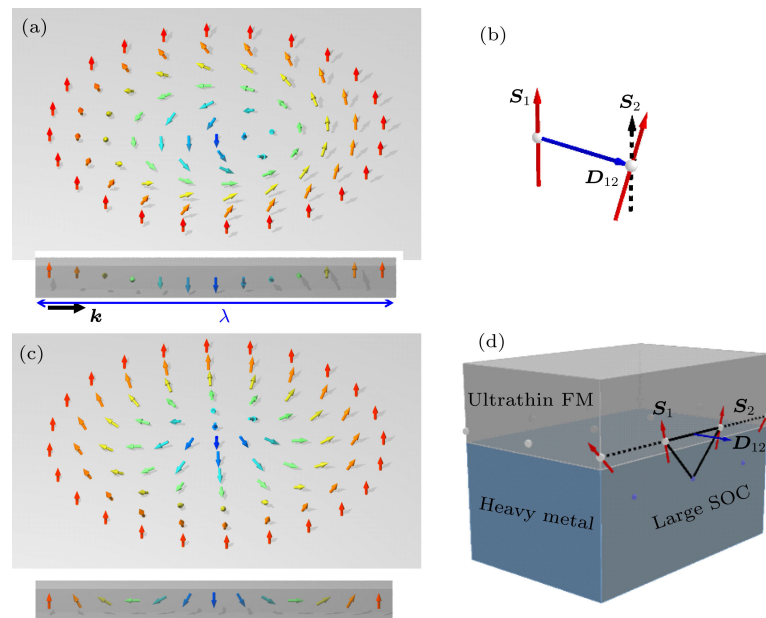 (a)
(b)
S1
S2
D12
k
λ
(c)
(d)
Ultrathin FM
S1
S2
D12
Heavy metal
Large SOC